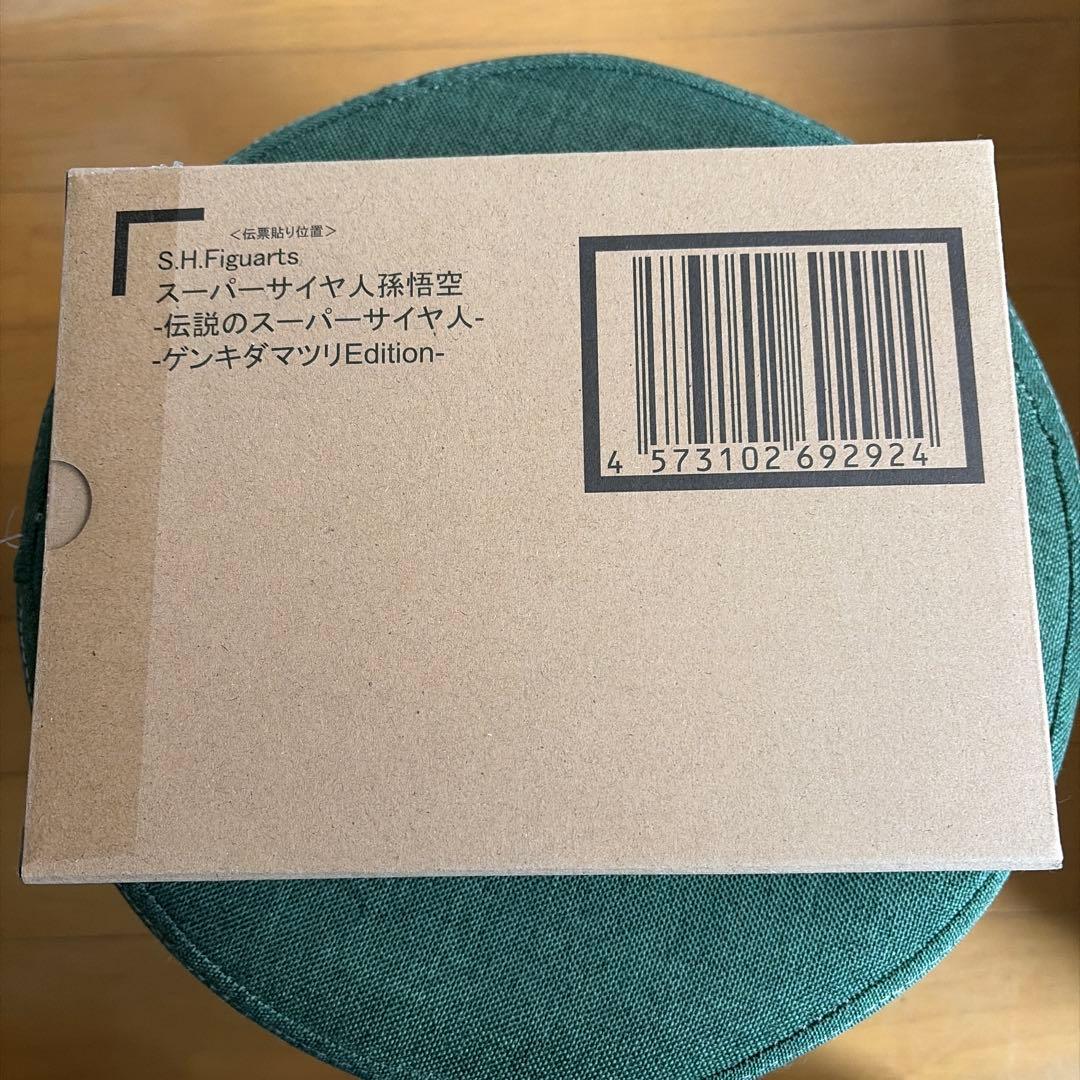 ＜伝票貼り位置＞
S.H.Figuarts
スーパーサイヤ人孫悟空
-伝説のスーパーサイヤ人-
-ゲンキダマツリEdition-
4 573102 692924